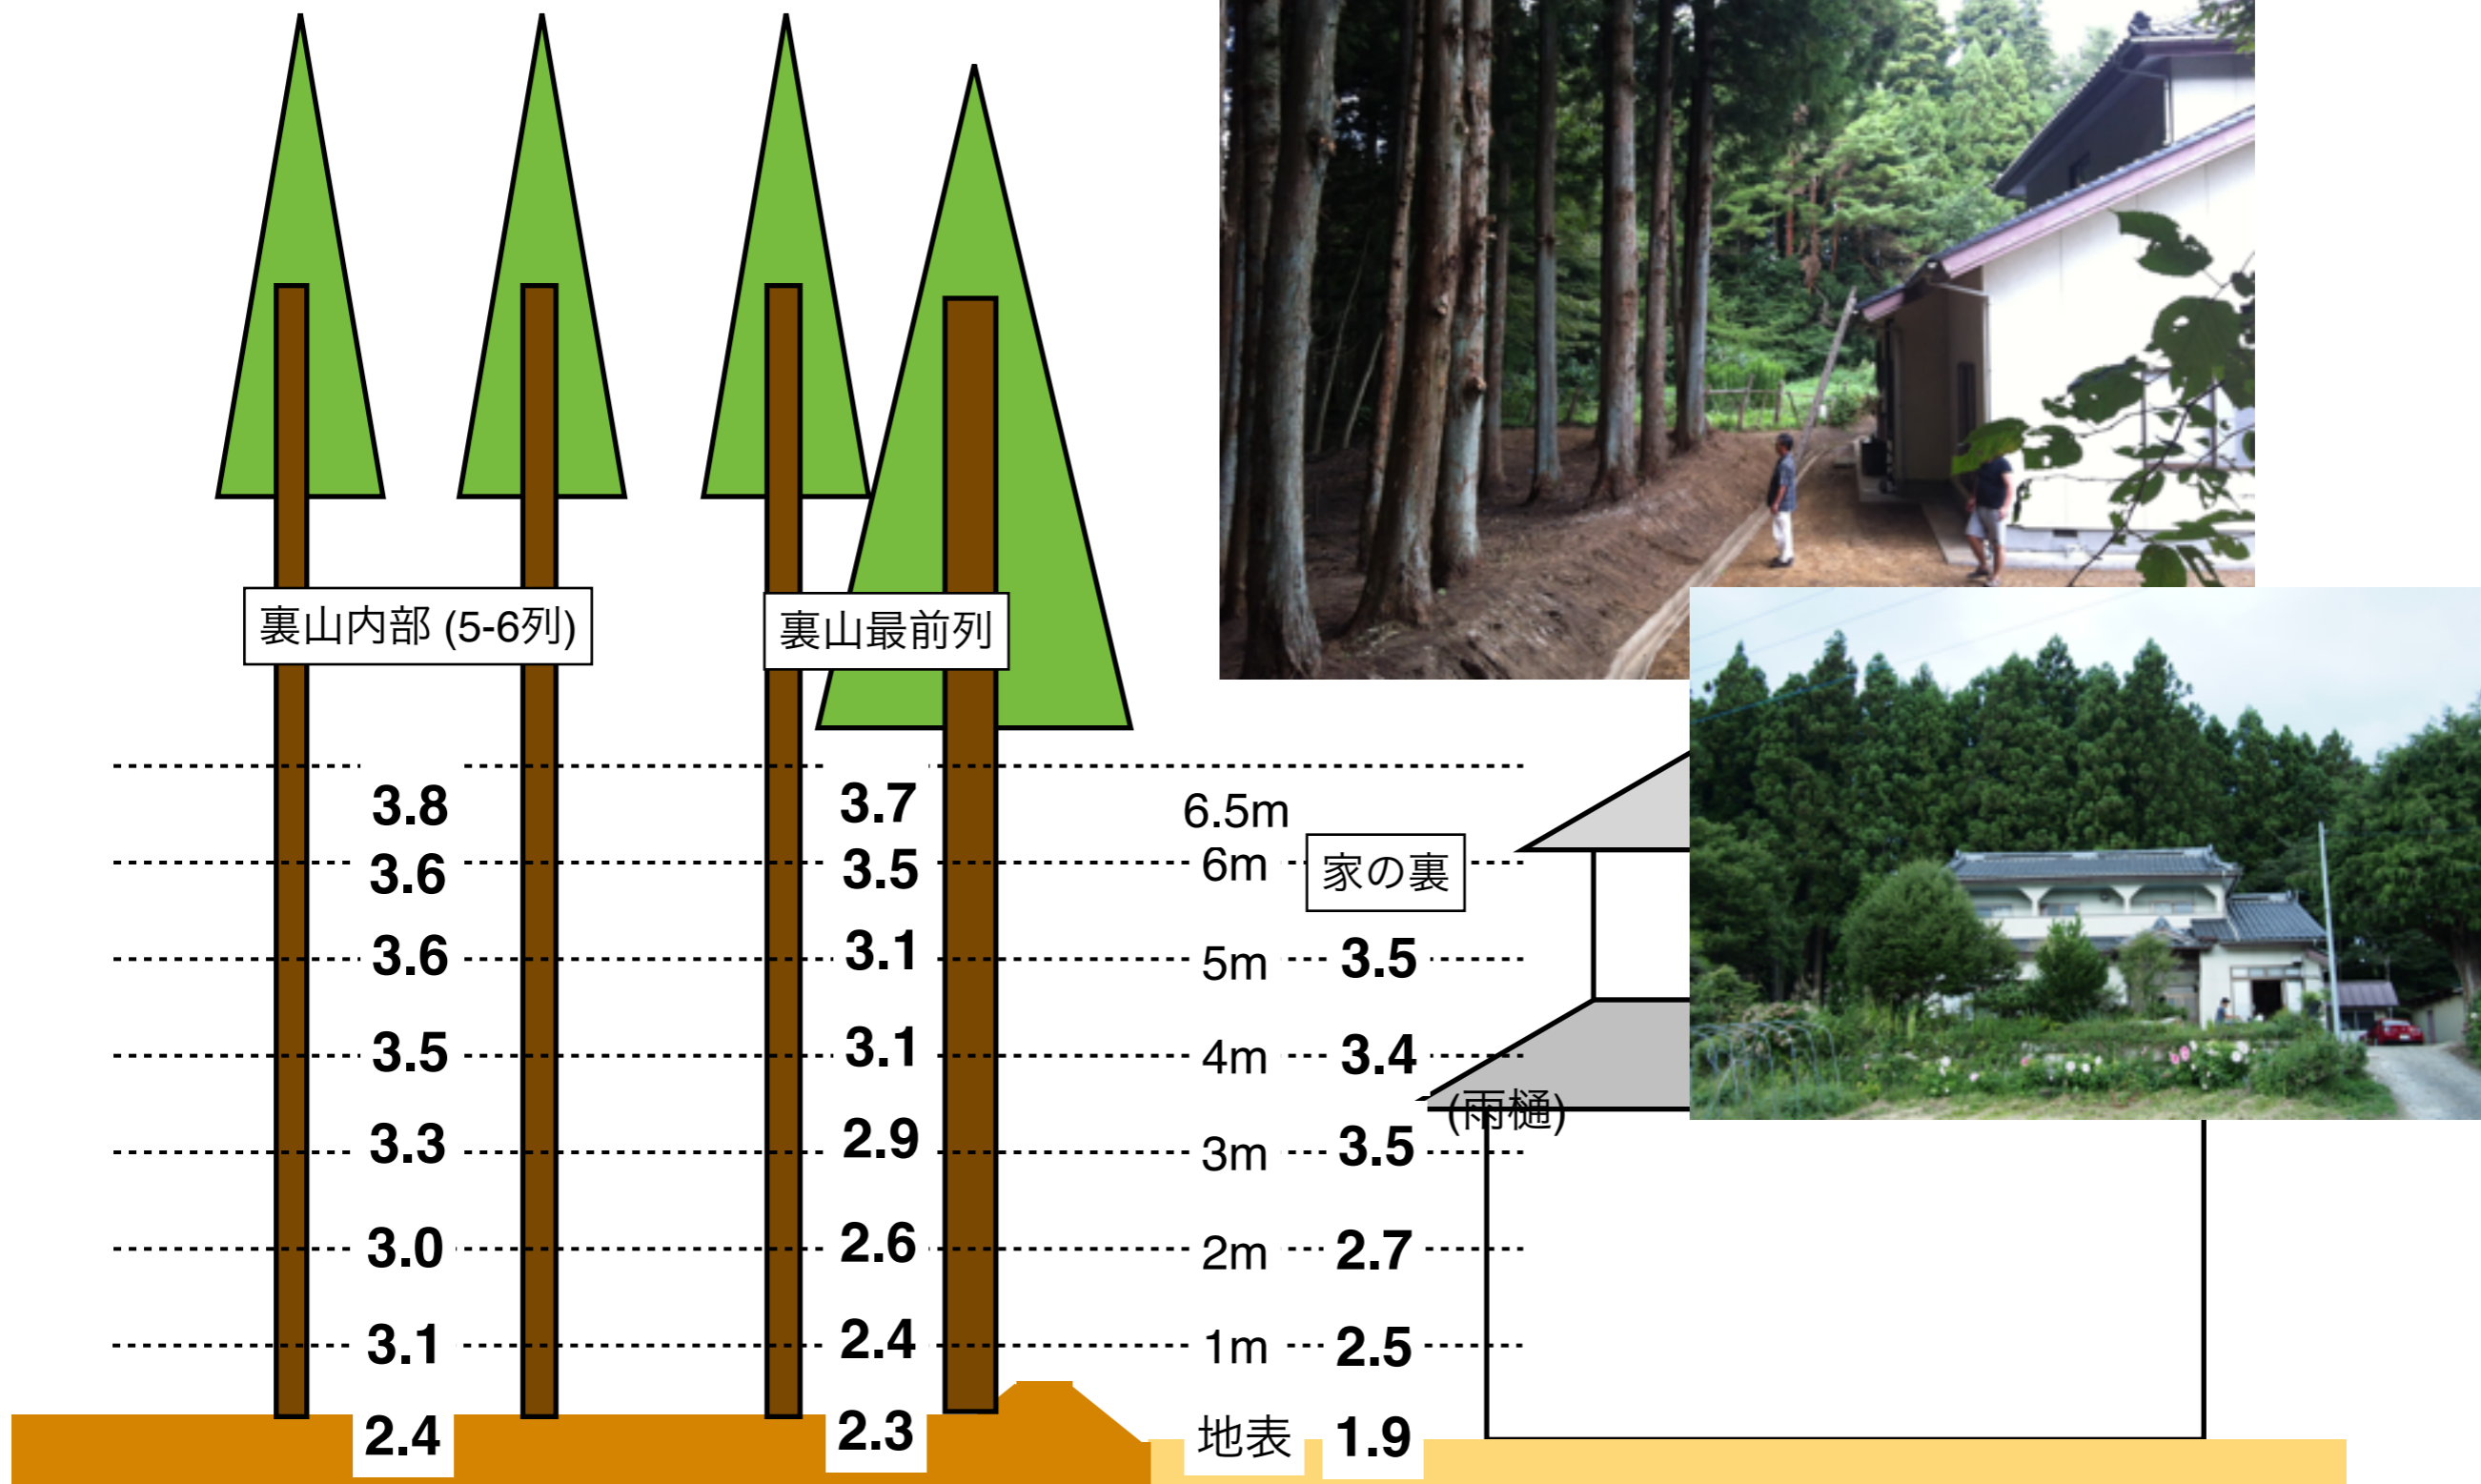 裏山内部 (5-6列)
裏山最前列
3.8 3.7 6.5m
3.6 3.5 6m 家の裏
3.6 3.1 5m 3.5
3.5 3.1 4m 3.4
(雨樋)
3.3 2.9 3m 3.5
3.0 2.6 2m 2.7
3.1 2.4 1m 2.5
2.4 2.3 地表 1.9